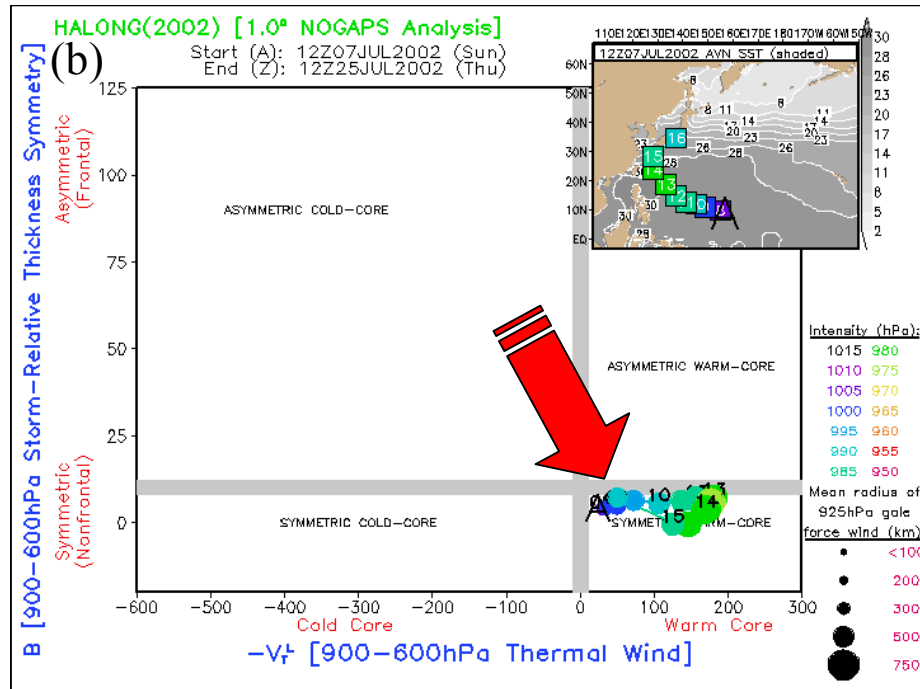 HALONG(2002) [1.0° NOGAPS Analysis]
Start (A): 12Z07JUL2002 (Sun)
End (Z): 12Z25JUL2002 (Thu)
(b)
12Z07JUL2002 AVN SST (shaded)
60N
50N
40N
30N
20N
10N
EQ
30
28
26
23
20
17
14
11
8
5
2
16
15
14
13
12
10
A
B [900-600hPa Storm-Relative Thickness Symmetry]
Asymmetric
(Frontal)
Symmetric
(Nonfrontal)
125
100
75
50
25
0
ASYMMETRIC COLD-CORE
ASYMMETRIC WARM-CORE
SYMMETRIC COLD-CORE
10
14
15
A
-600 -500 -400 -300 -200 -100 0 100 200 300
Cold Core Warm Core
-VTL [900-600hPa Thermal Wind]
Intensity (hPa):
1015 980
1010 975
1005 970
1000 965
995 960
990 955
985 950
Mean radius of
925hPa gale
force wind (km):
<100
200
300
500
750